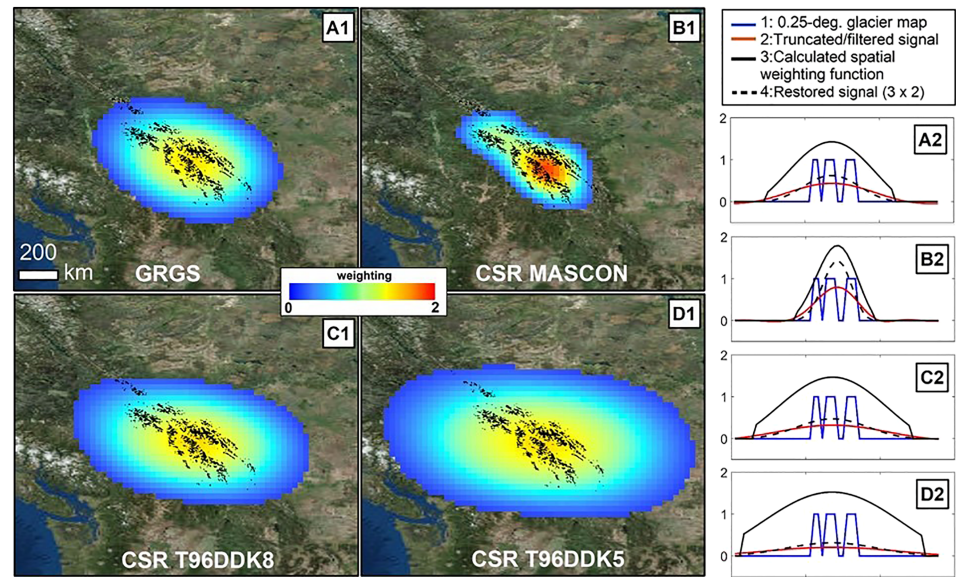 A1
B1
200
km
GRGS
CSR MASCON
weighting
0
2
C1
D1
CSR T96DDK8
CSR T96DDK5
1: 0.25-deg. glacier map
2:Truncated/filtered signal
3:Calculated spatial
weighting function
4:Restored signal (3 x 2)
2
1
0
A2
2
1
0
B2
2
1
0
C2
2
1
0
D2